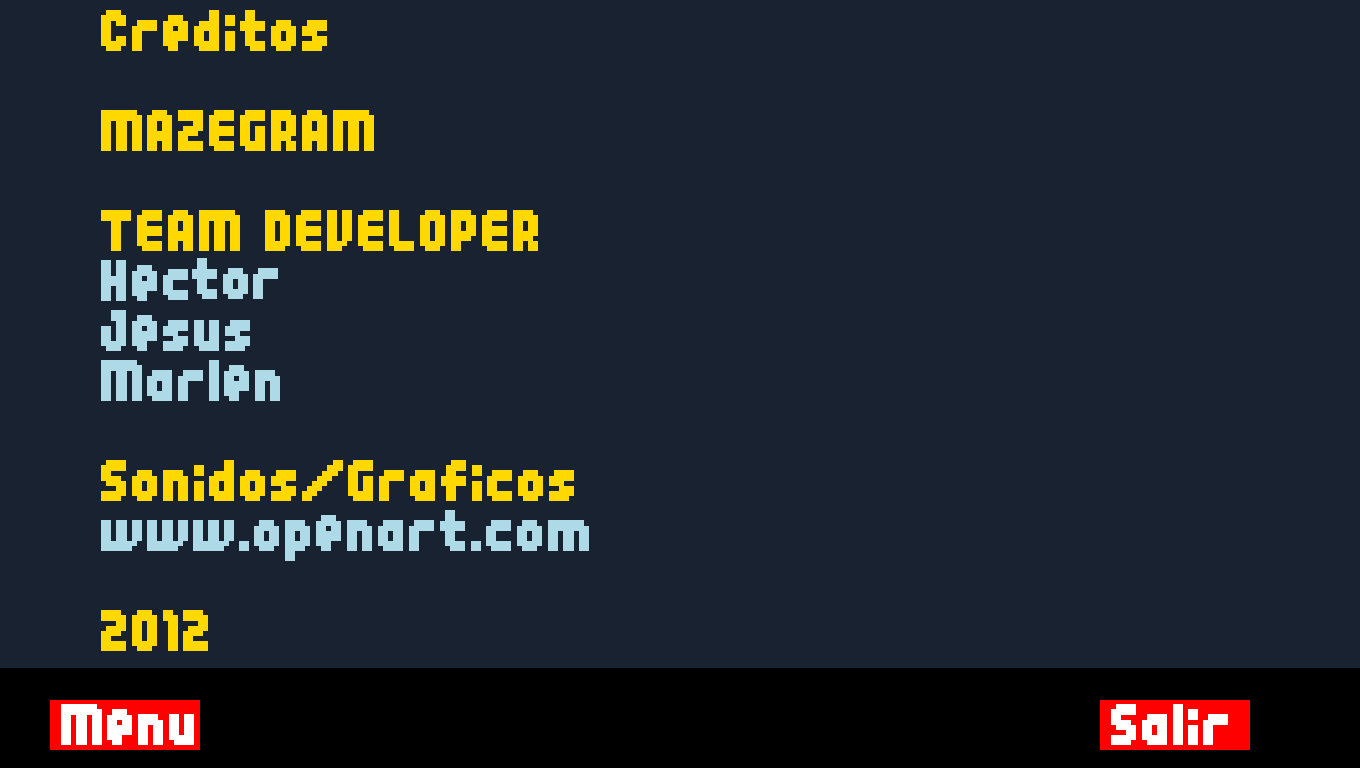 Creditos
MAZEGRAM
TEAM DEVELOPER
Hector
Jesus
Marlen
Sonidos/Graficos
www.openart.com
2012
Menu
Salir